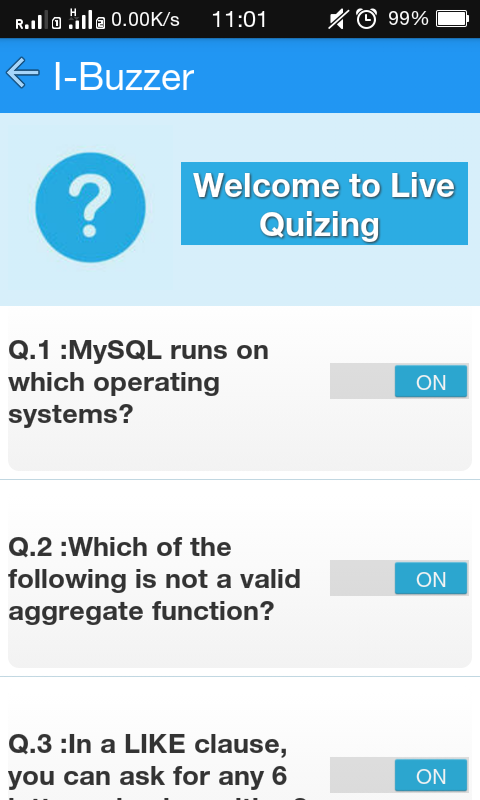 R 1 H 2 0.00K/s 11:01 99%
I-Buzzer
?
Welcome to Live
Quizing
Q.1 :MySQL runs on
which operating
systems?
ON
Q.2 :Which of the
following is not a valid
aggregate function?
ON
Q.3 :In a LIKE clause,
you can ask for any 6
ON